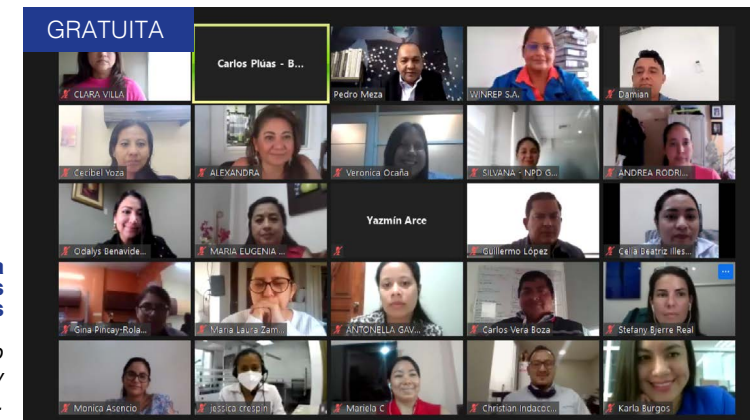 GRATUITA
CLARA VILLA
Carlos Plúas - B...
Pedro Meza
WINREP S.A.
Damian
Cecibel Yoza
ALEXANDRA
Veronica Ocaña
SILVANA - NPD G...
ANDREA RODRI...
Odalys Benavide...
MARIA EUGENIA ...
Yazmín Arce
Guillermo López
Celia Beatriz Illes...
Gina Pincay-Rola...
Maria Laura Zam...
ANTONELLA GAV...
Carlos Vera Boza
Stefany Bjerre Real
Monica Asencio
jessica crespin
Mariela C
Christian Indacoc...
Karla Burgos